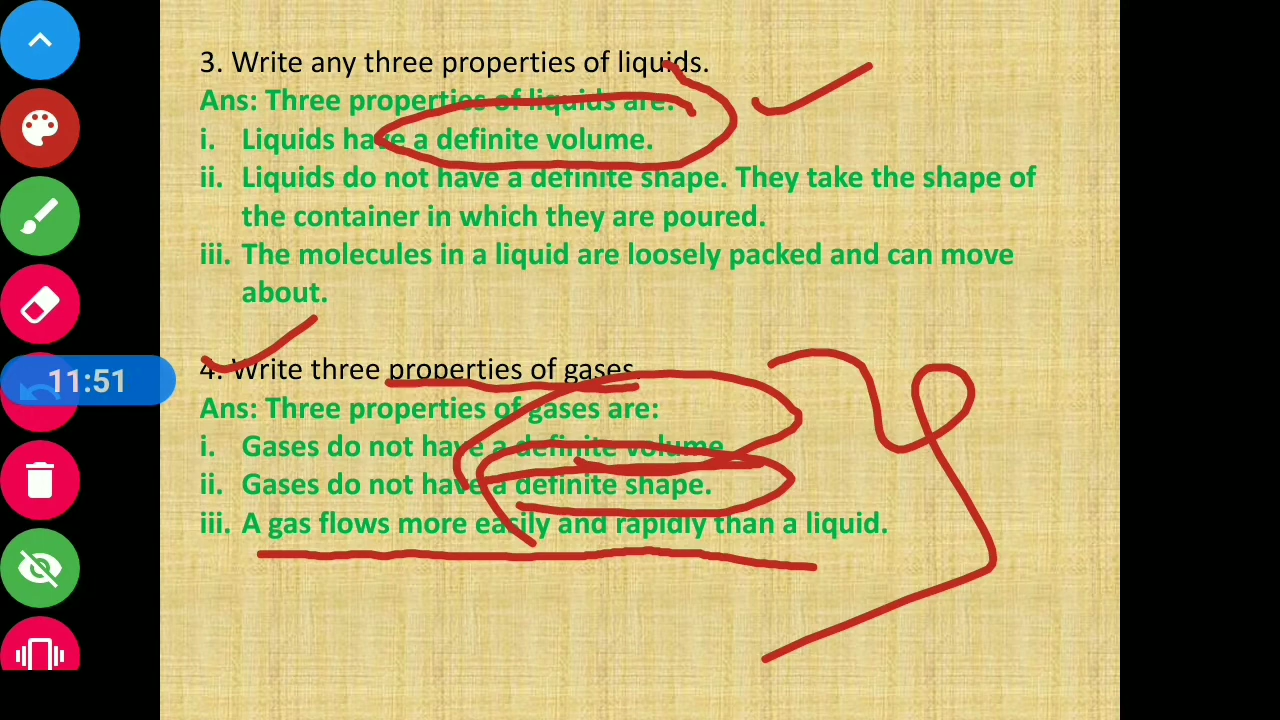 3. Write any three properties of liquids.
Ans: Three properties of liquids are:
i. Liquids have a definite volume.
ii. Liquids do not have a definite shape. They take the shape of
the container in which they are poured.
iii. The molecules in a liquid are loosely packed and can move
about.
11:51
4. Write three properties of gases.
Ans: Three properties of gases are:
i. Gases do not have a definite volume.
ii. Gases do not have a definite shape.
iii. A gas flows more easily and rapidly than a liquid.